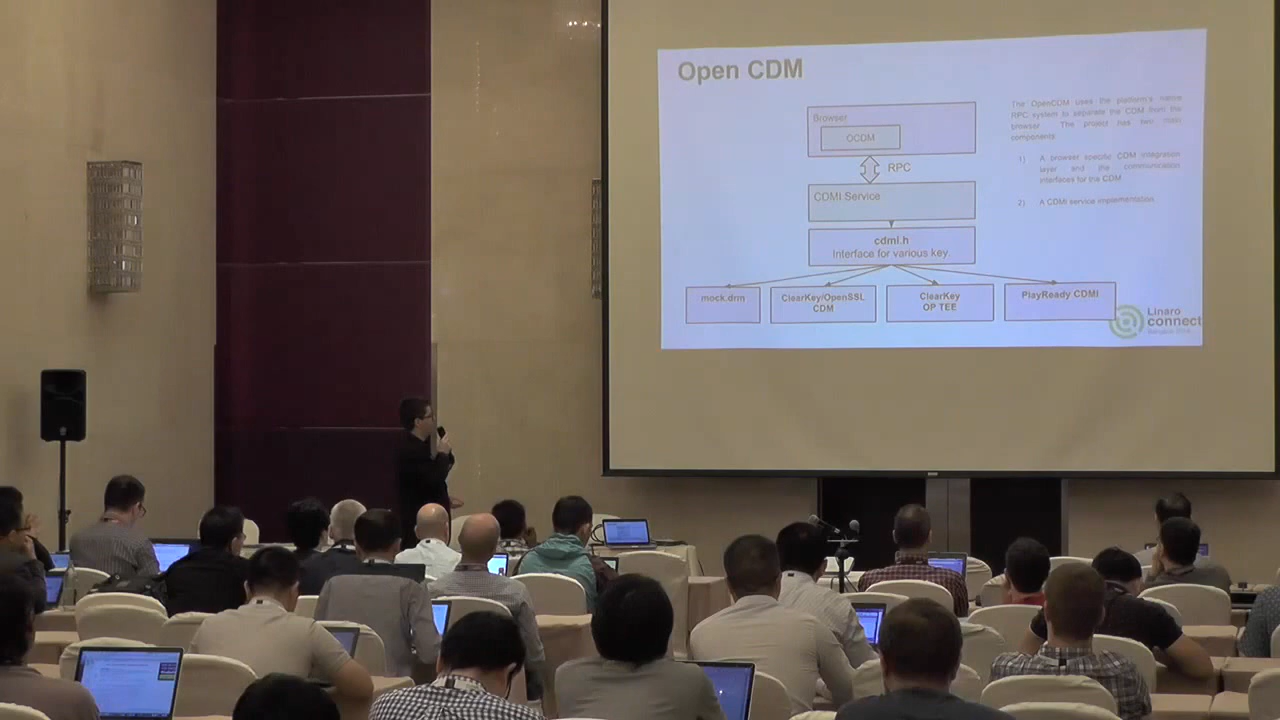 Open CDM
Browser
OCDM
RPC
CDMI Service
cdmi.h
Interface for various key.
mock.drm
ClearKey/OpenSSL
CDM
ClearKey
OP TEE
PlayReady CDMI
The OpenCDM uses the platform's native
RPC system to separate the CDM from the
browser. The project has two main
components:
1) A browser specific CDM integration
layer and the communication
interfaces for the CDM.
2) A CDMI service implementation.
Linaro
connect
Bangkok 2016